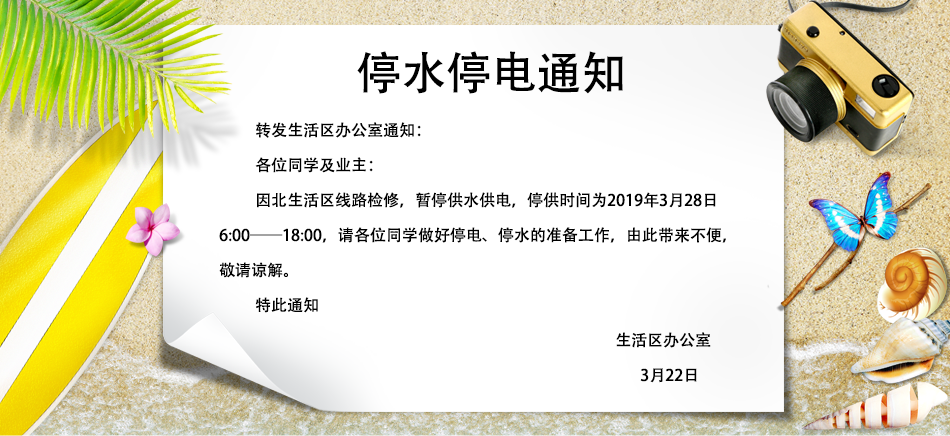 停水停电通知
转发生活区办公室通知：
各位同学及业主：
因北生活区线路检修，暂停供水供电，停供时间为2019年3月28日
6:00——18:00，请各位同学做好停电、停水的准备工作，由此带来不便，
敬请谅解。
特此通知
生活区办公室
3月22日